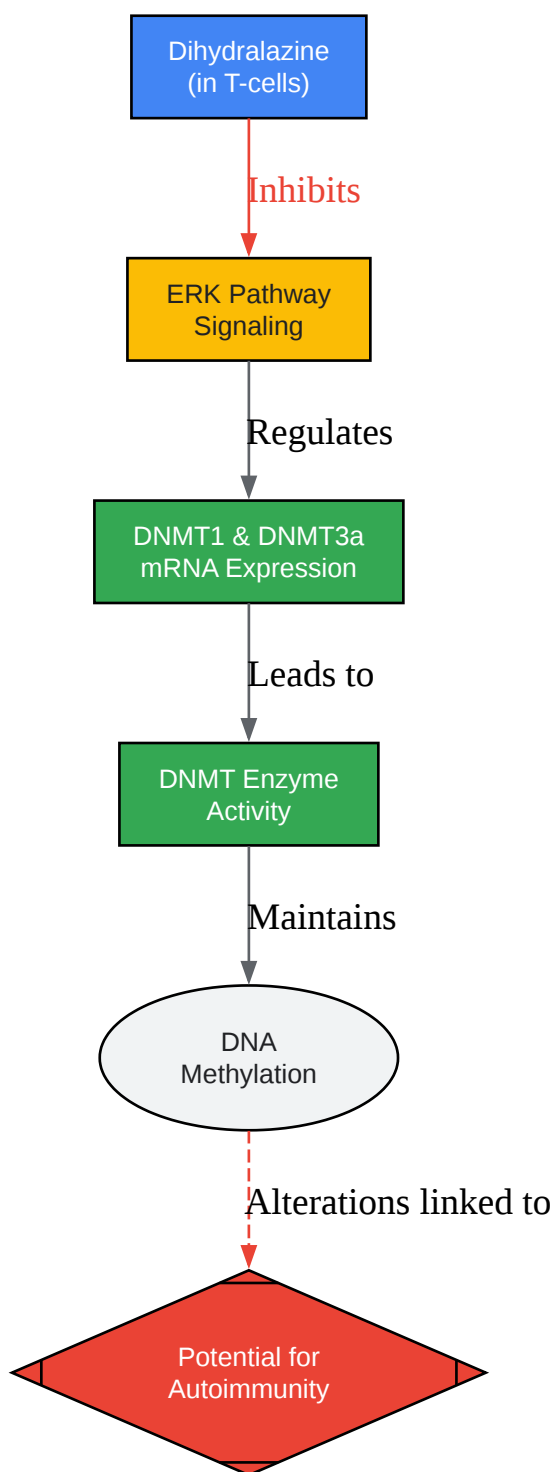 Dihydralazine
(in T-cells)
Inhibits
ERK Pathway
Signaling
Regulates
DNMT1 & DNMT3a
mRNA Expression
Leads to
DNMT Enzyme
Activity
Maintains
DNA
Methylation
Alterations linked to
Potential for
Autoimmunity